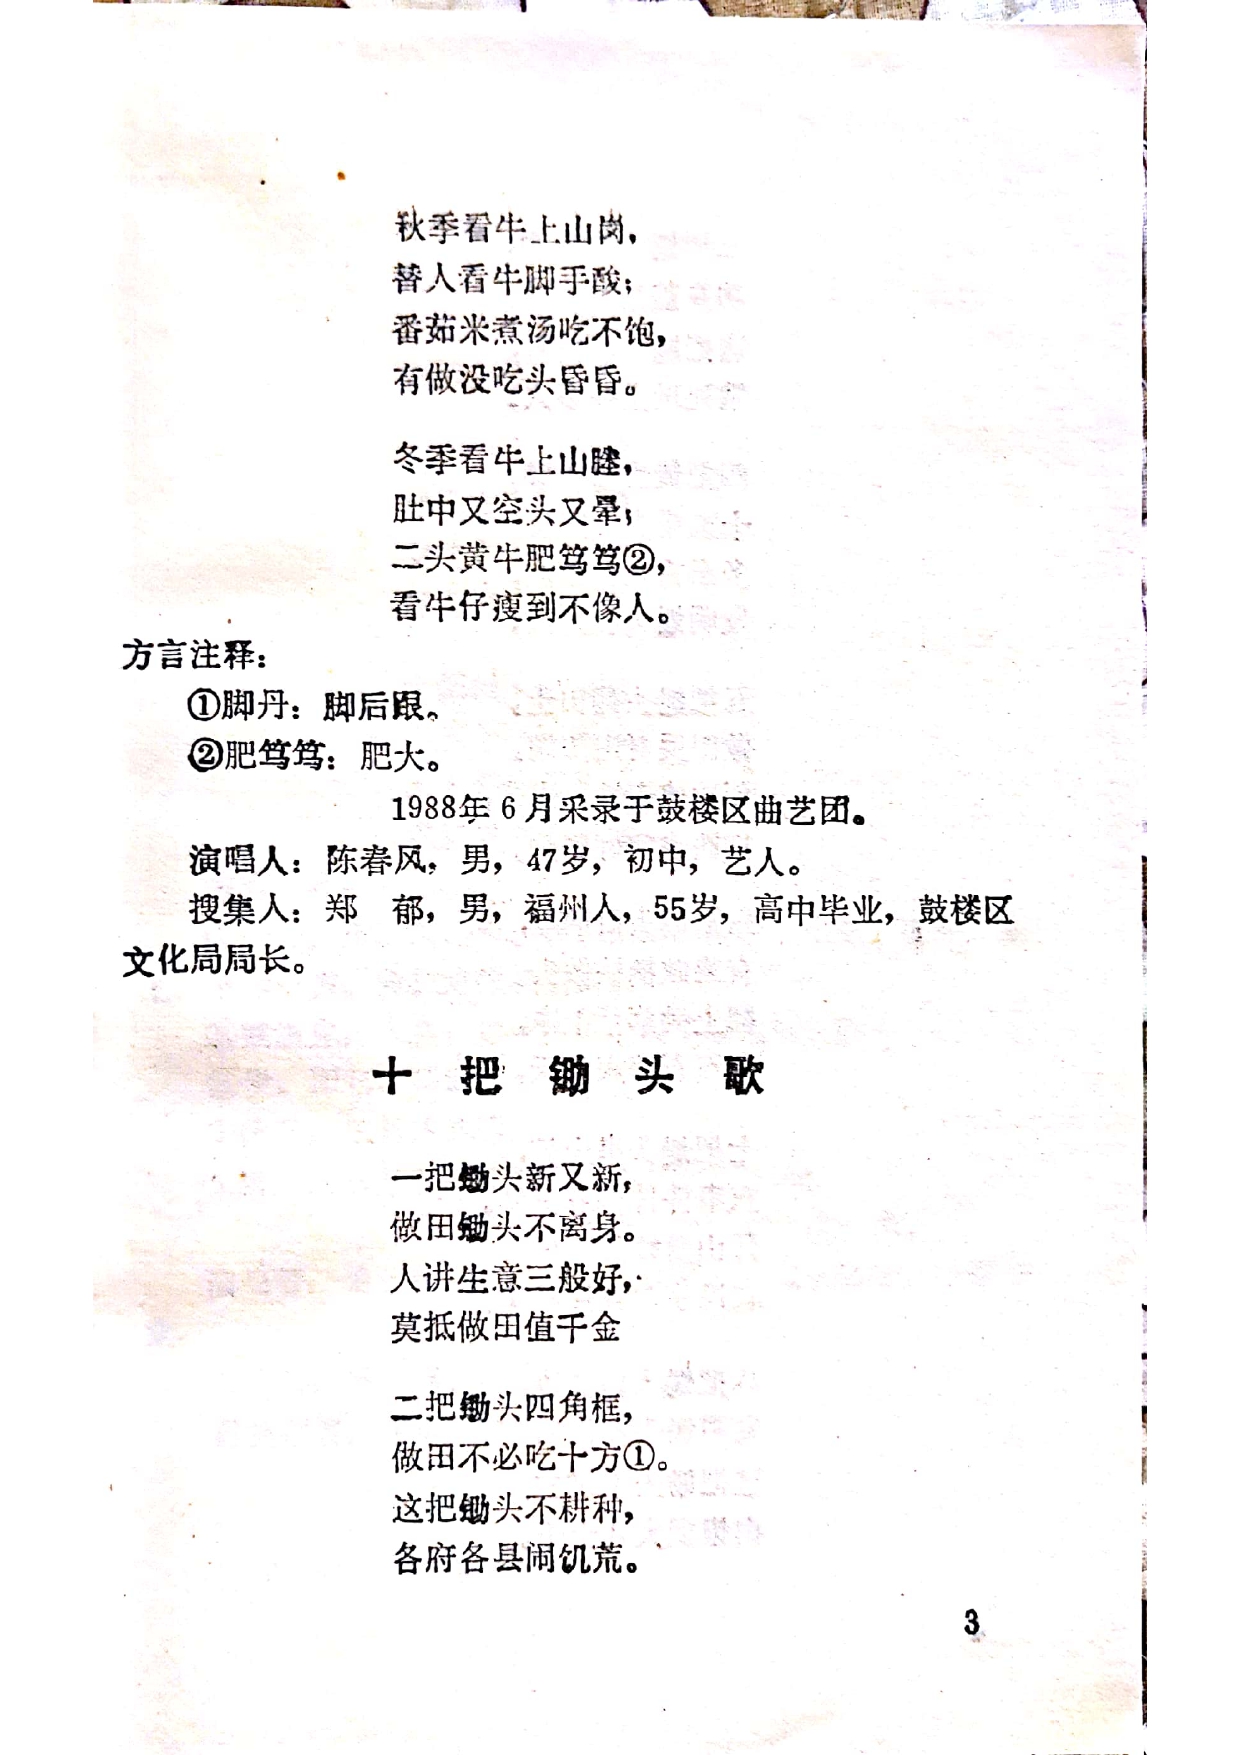 秋季看牛上山岗，
替人看牛脚手酸；
番茹米煮汤吃不饱，
有做没吃头昏昏。
冬季看牛上山塍，
肚中又空头又晕；
二头黄牛肥笃笃②，
看牛仔瘦到不像人。
方言注释：
①脚丹：脚后跟。
②肥笃笃：肥大。
1988年6月采录于鼓楼区曲艺团。
演唱人：陈春风，男，47岁，初中，艺人。
搜集人：郑　郁，男，福州人，55岁，高中毕业，鼓楼区
文化局局长。
十把锄头歌
一把锄头新又新，
做田锄头不离身。
人讲生意三般好，
莫抵做田值千金
二把锄头四角框，
做田不必吃十方①。
这把锄头不耕种，
各府各县闹饥荒。
3